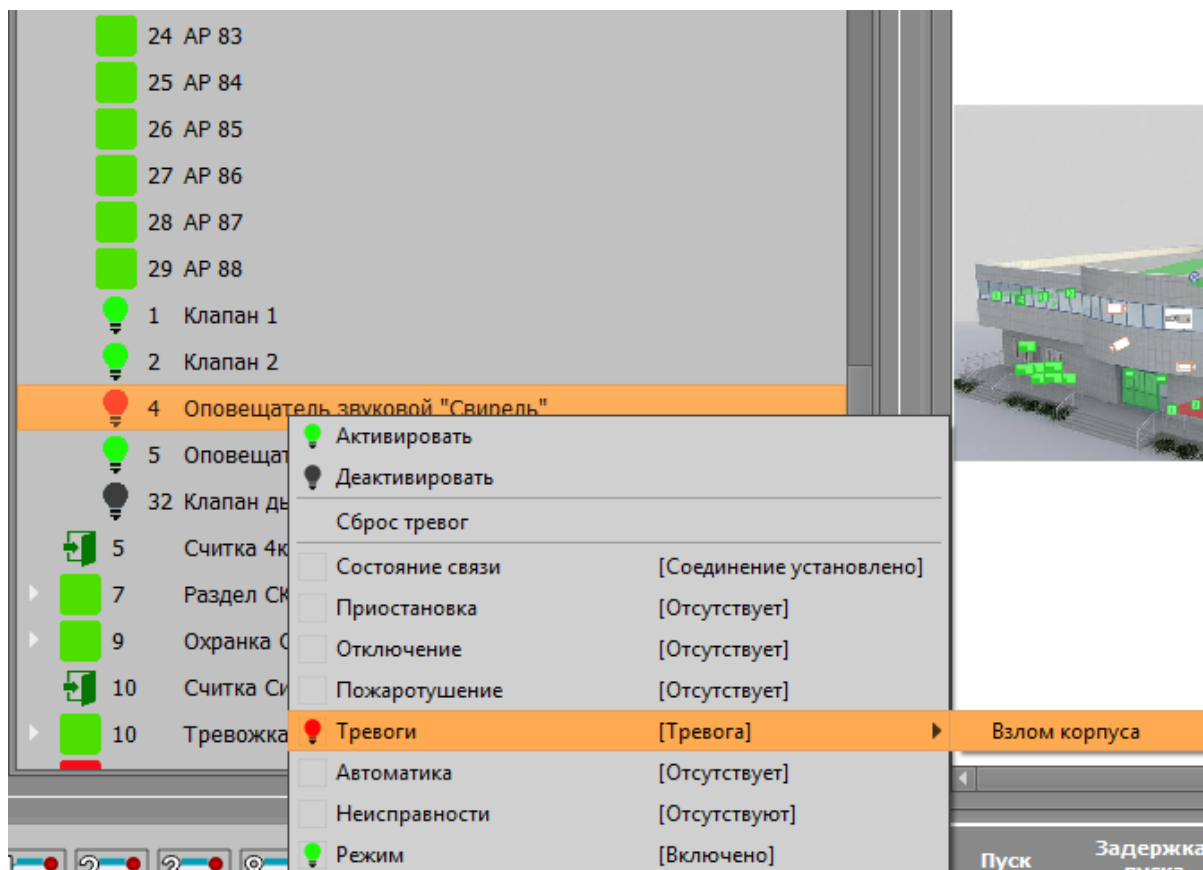 24 АР 83
25 АР 84
26 АР 85
27 АР 86
28 АР 87
29 АР 88
1 Клапан 1
2 Клапан 2
4 Оповещатель звуковой "Свирель"
5 Оповещат
32 Клапан ды
5 Считка 4к
7 Раздел СК
9 Охранка С
10 Считка Си
10 Тревожка
Активировать
Деактивировать
Сброс тревог
Состояние связи [Соединение установлено]
Приостановка [Отсутствует]
Отключение [Отсутствует]
Пожаротушение [Отсутствует]
Тревоги [Тревога] Взлом корпуса
Автоматика [Отсутствует]
Неисправности [Отсутствуют]
Режим [Включено]
Пуск
Задержка
пуска